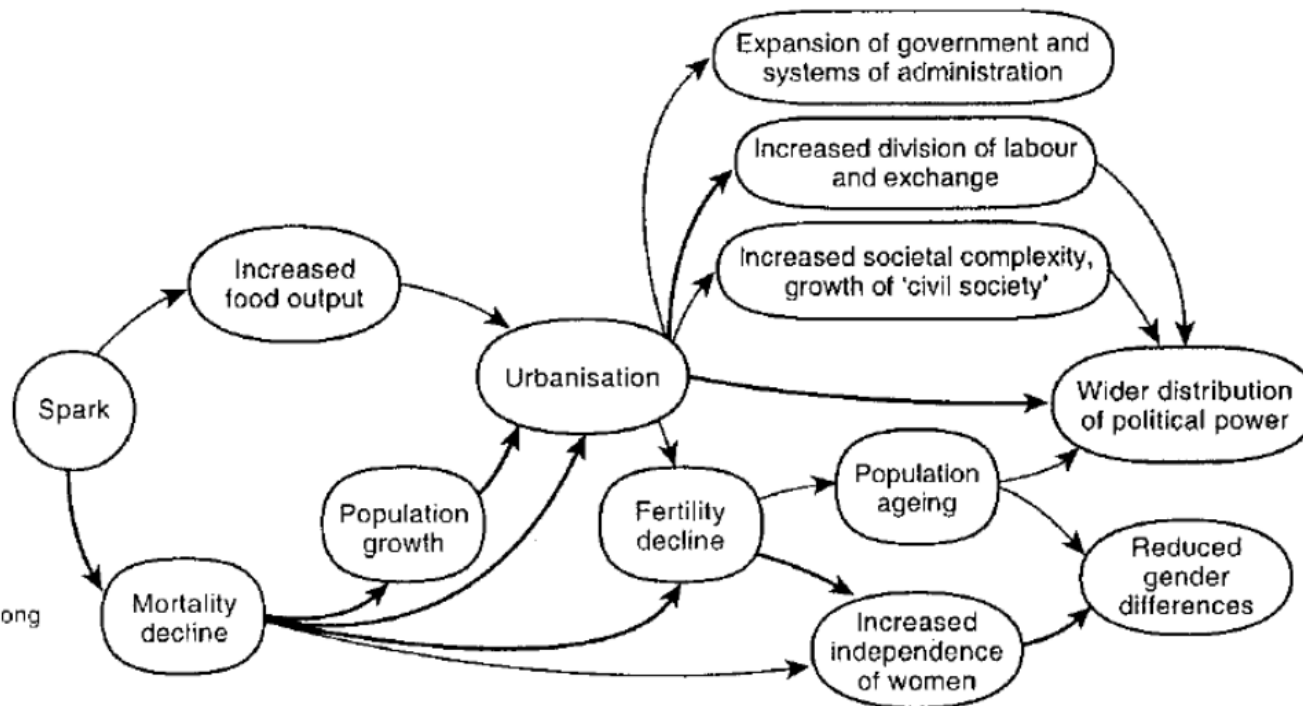 Expansion of government and
systems of administration
Increased division of labour
and exchange
Increased societal complexity,
growth of 'civil society'
Increased
food output
Urbanisation
Spark
Wider distribution
of political power
Population
growth
Fertility
decline
Population
ageing
Mortality
decline
Reduced
gender
differences
Increased
independence
of women
ong